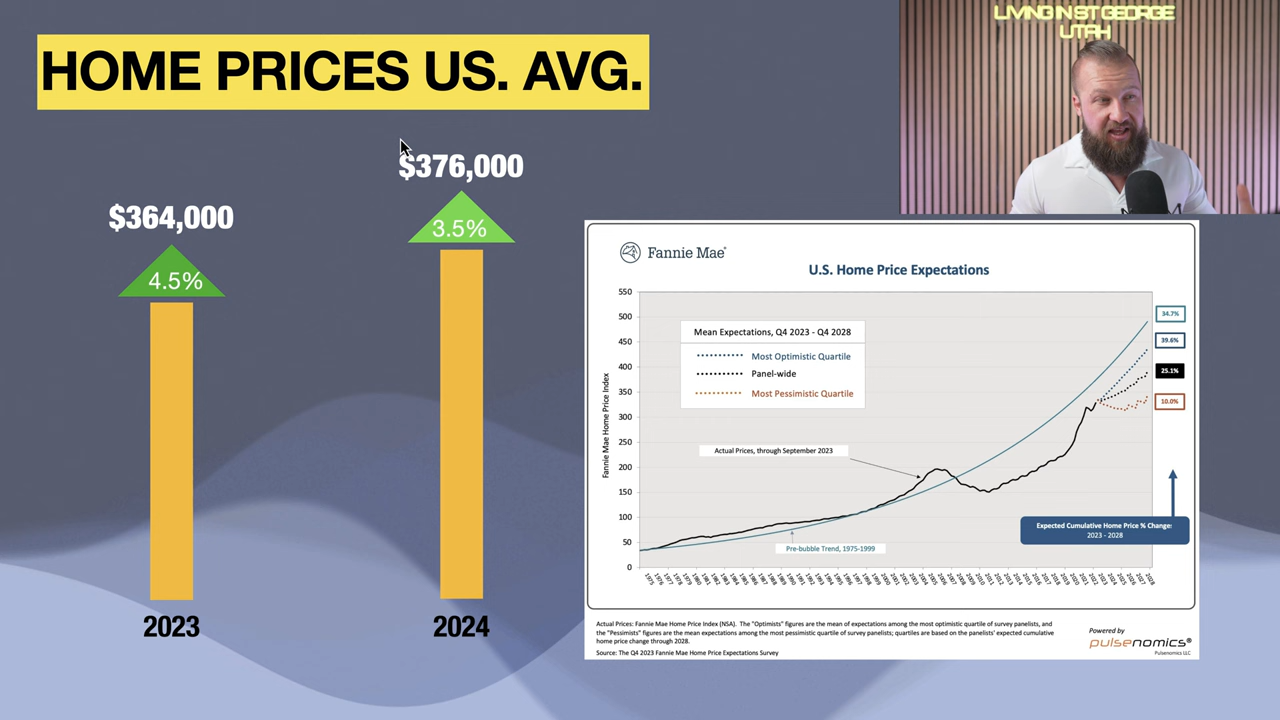 HOME PRICES US. AVG.
LIVING IN ST GEORGE
UTAH
$364,000
4.5%
2023
$376,000
3.5%
2024
Fannie Mae®
U.S. Home Price Expectations
Fannie Mae Home Price Index
550
500
450
400
350
300
250
200
150
100
50
0
Mean Expectations, Q4 2023 - Q4 2028
Most Optimistic Quartile
Panel-wide
Most Pessimistic Quartile
34.7%
39.6%
25.1%
10.0%
Actual Prices, through September 2023
Pre-bubble Trend, 1975-1999
Expected Cumulative Home Price % Change:
2023 - 2028
Actual Prices: Fannie Mae Home Price Index (NSA). The "Optimists" figures are the mean of expectations among the most optimistic quartile of survey panelists, and
the "Pessimists" figures are the mean expectations among the most pessimistic quartile of survey panelists; quartiles are based on the panelists' expected cumulative
home price change through 2028.
Source: The Q4 2023 Fannie Mae Home Price Expectations Survey
Powered by
pulsenomics®
Pulsenomics LLC